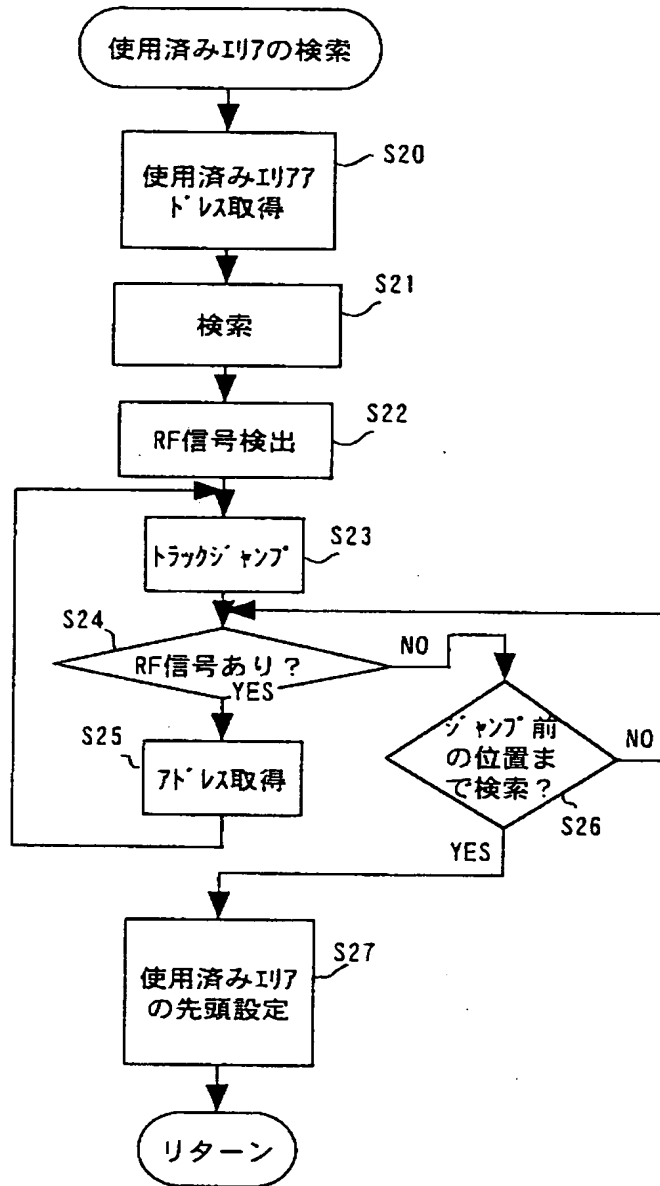 使用済みｴﾘｱの検索
S20
使用済みｴﾘｱｱ
ﾄﾞﾚｽ取得
S21
検索
S22
RF信号検出
S23
ﾄﾗｯｸｼﾞｬﾝﾌﾟ
S24
RF信号あり？
NO
YES
S25
ｱﾄﾞﾚｽ取得
ｼﾞｬﾝﾌﾟ前
の位置ま
で検索？
NO
S26
YES
S27
使用済みｴﾘｱ
の先頭設定
リターン